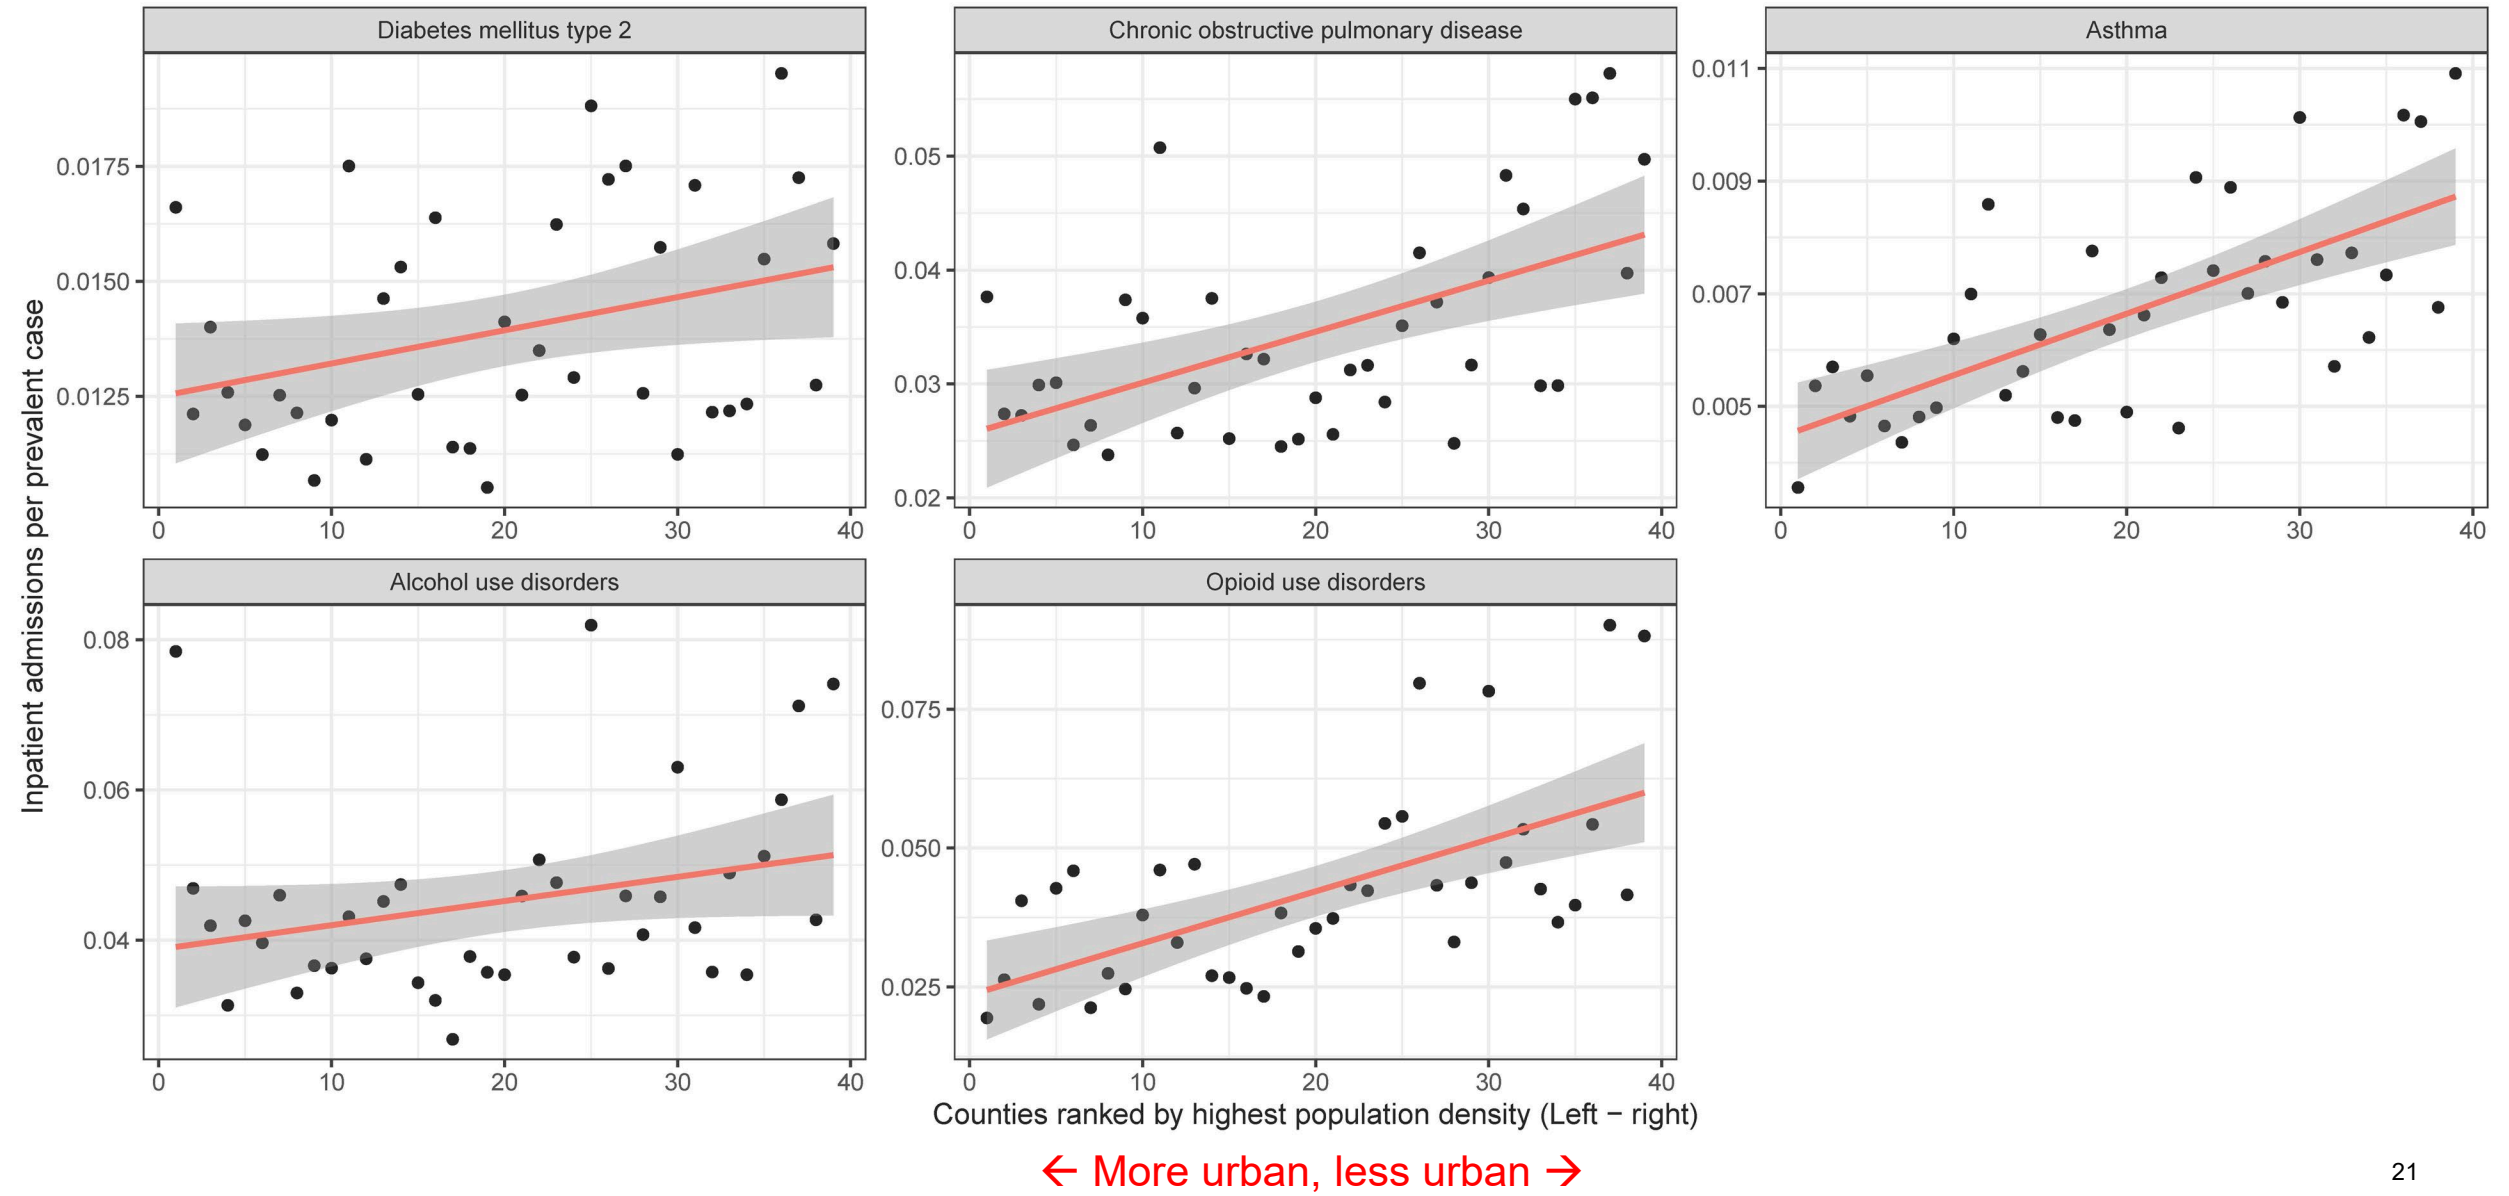 Diabetes mellitus type 2
Chronic obstructive pulmonary disease
Asthma
0.0175
0.0150
0.0125
0 10 20 30 40
0.05
0.04
0.03
0.02
0 10 20 30 40
0.011
0.009
0.007
0.005
0 10 20 30 40
Inpatient admissions per prevalent case
Alcohol use disorders
Opioid use disorders
0.08
0.06
0.04
0 10 20 30 40
0.075
0.050
0.025
0 10 20 30 40
Counties ranked by highest population density (Left − right)
← More urban, less urban →
21